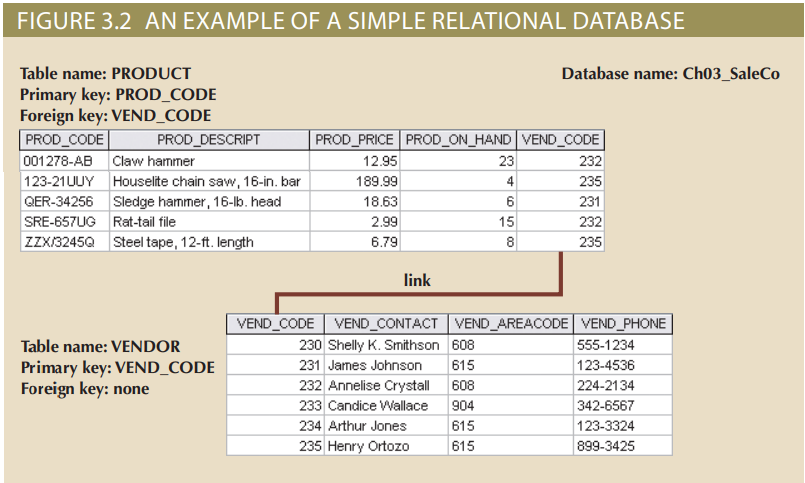 FIGURE 3.2 AN EXAMPLE OF A SIMPLE RELATIONAL DATABASE
Table name: PRODUCT
Database name: Ch03_SaleCo
Primary key: PROD_CODE
Foreign key: VEND_CODE
PROD_CODE PROD_DESCRIPT PROD_PRICE PROD_ON_HAND VEND_CODE
001278-AB Claw hammer 12.95 23 232
123-21UUY Houselite chain saw, 16-in. bar 189.99 4 235
QER-34256 Sledge hammer, 16-lb. head 18.63 6 231
SRE-657UG Rat-tail file 2.99 15 232
ZZX/3245Q Steel tape, 12-ft. length 6.79 8 235
link
Table name: VENDOR
Primary key: VEND_CODE
Foreign key: none
VEND_CODE VEND_CONTACT VEND_AREACODE VEND_PHONE
230 Shelly K. Smithson 608 555-1234
231 James Johnson 615 123-4536
232 Annelise Crystall 608 224-2134
233 Candice Wallace 904 342-6567
234 Arthur Jones 615 123-3324
235 Henry Ortozo 615 899-3425